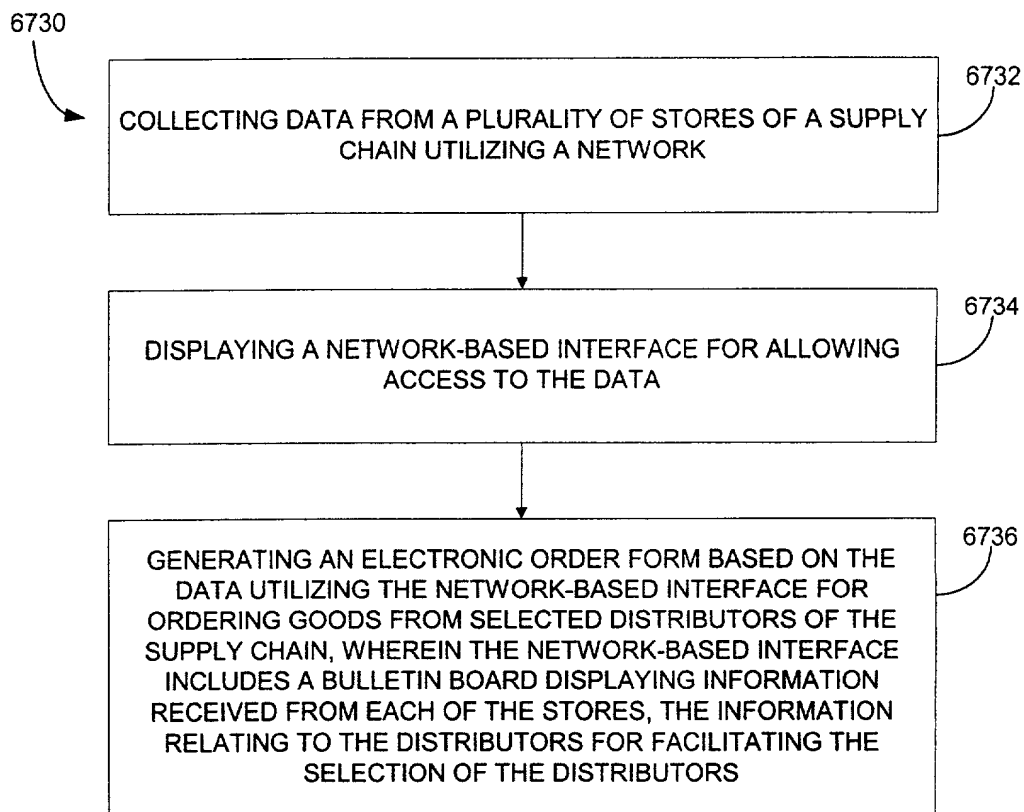 6730
6732
COLLECTING DATA FROM A PLURALITY OF STORES OF A SUPPLY
CHAIN UTILIZING A NETWORK
6734
DISPLAYING A NETWORK-BASED INTERFACE FOR ALLOWING
ACCESS TO THE DATA
6736
GENERATING AN ELECTRONIC ORDER FORM BASED ON THE
DATA UTILIZING THE NETWORK-BASED INTERFACE FOR
ORDERING GOODS FROM SELECTED DISTRIBUTORS OF THE
SUPPLY CHAIN, WHEREIN THE NETWORK-BASED INTERFACE
INCLUDES A BULLETIN BOARD DISPLAYING INFORMATION
RECEIVED FROM EACH OF THE STORES, THE INFORMATION
RELATING TO THE DISTRIBUTORS FOR FACILITATING THE
SELECTION OF THE DISTRIBUTORS